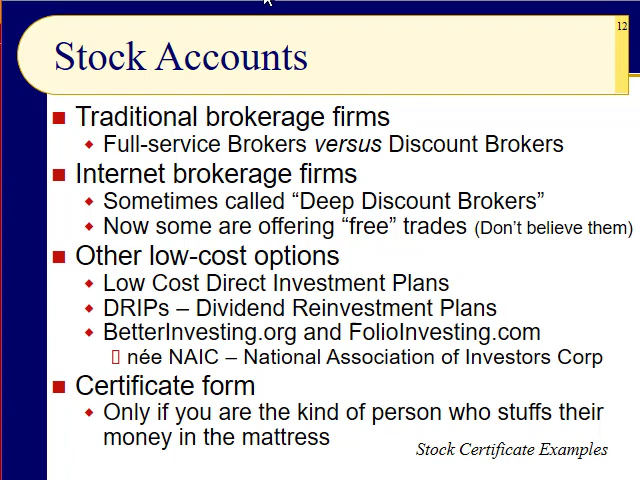 12
Stock Accounts
Traditional brokerage firms
Full-service Brokers versus Discount Brokers
Internet brokerage firms
Sometimes called “Deep Discount Brokers”
Now some are offering “free” trades (Don’t believe them)
Other low-cost options
Low Cost Direct Investment Plans
DRIPs – Dividend Reinvestment Plans
BetterInvesting.org and FolioInvesting.com
née NAIC – National Association of Investors Corp
Certificate form
Only if you are the kind of person who stuffs their
money in the mattress
Stock Certificate Examples